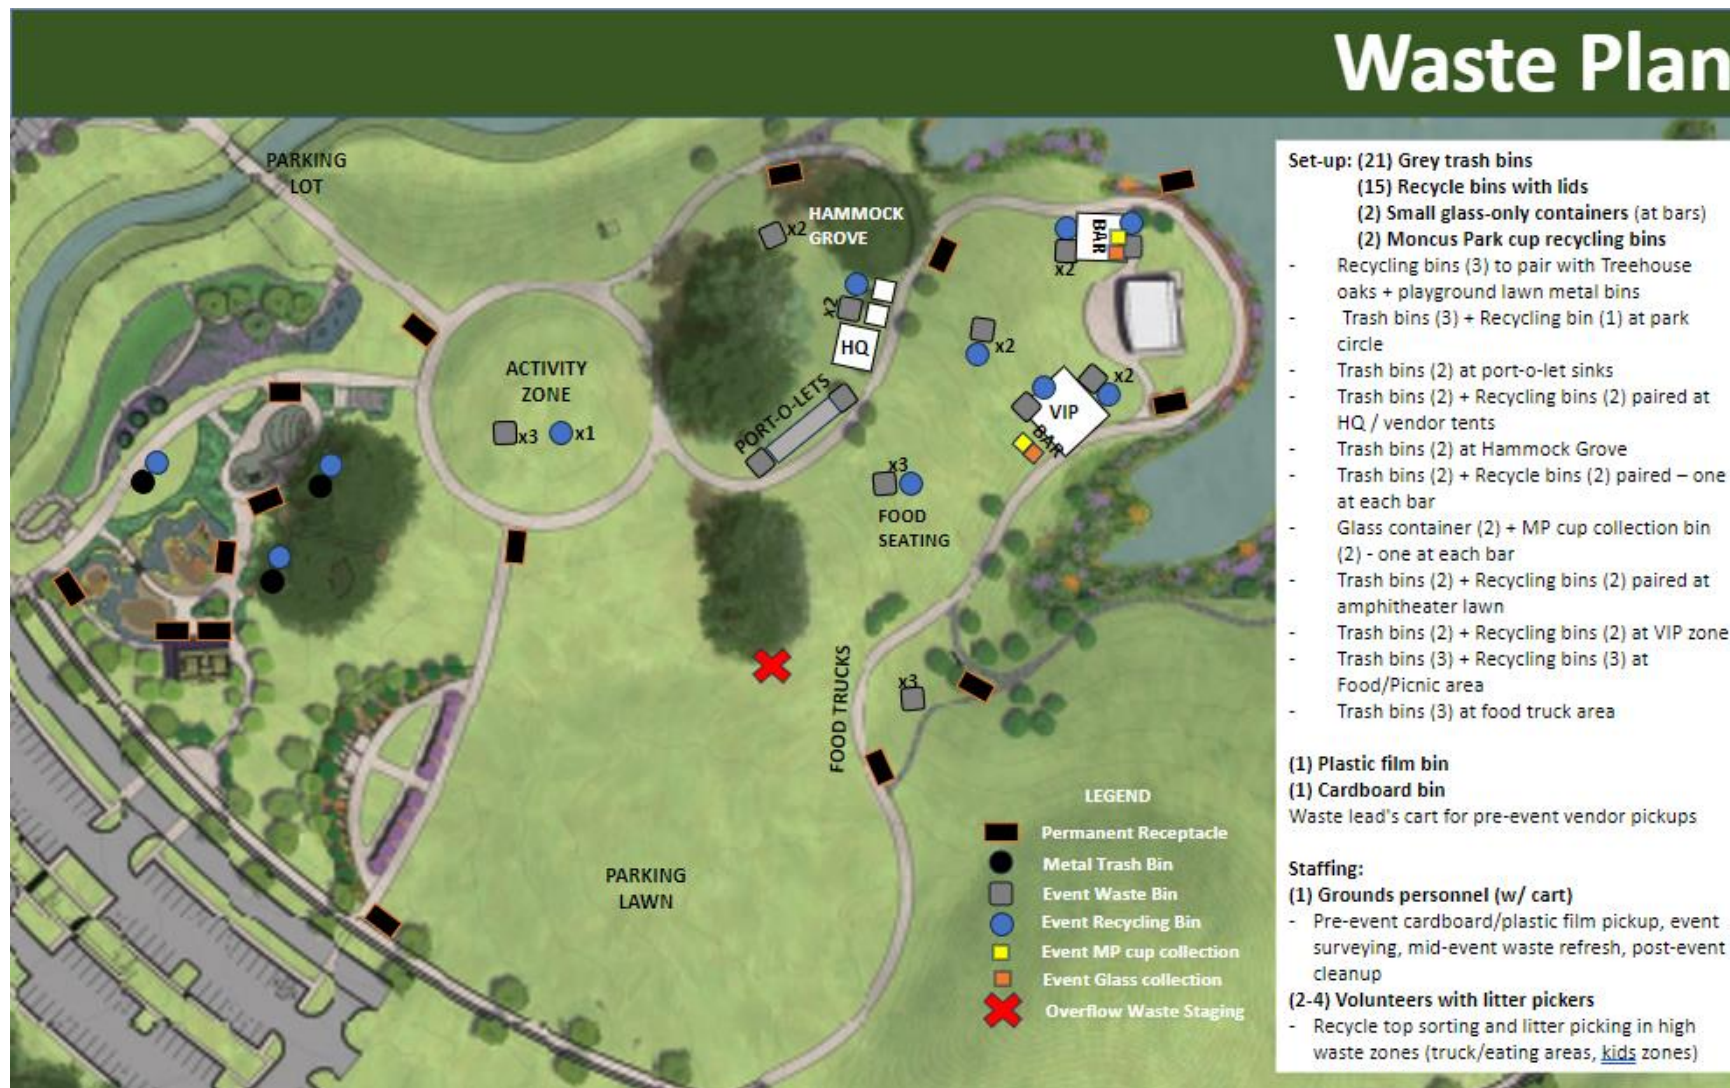 Waste Plan
PARKING
LOT
HAMMOCK
GROVE
x2
BAR
x2
x2
HQ
x2
x2
VIP
BAR
ACTIVITY
ZONE
x3
x1
PORT-O-LETS
x3
FOOD
SEATING
FOOD TRUCKS
x3
PARKING
LAWN
LEGEND
Permanent Receptacle
Metal Trash Bin
Event Waste Bin
Event Recycling Bin
Event MP cup collection
Event Glass collection
Overflow Waste Staging
Set-up: (21) Grey trash bins
(15) Recycle bins with lids
(2) Small glass-only containers (at bars)
(2) Moncus Park cup recycling bins
- Recycling bins (3) to pair with Treehouse
oaks + playground lawn metal bins
- Trash bins (3) + Recycling bin (1) at park
circle
- Trash bins (2) at port-o-let sinks
- Trash bins (2) + Recycling bins (2) paired at
HQ / vendor tents
- Trash bins (2) at Hammock Grove
- Trash bins (2) + Recycle bins (2) paired – one
at each bar
- Glass container (2) + MP cup collection bin
(2) - one at each bar
- Trash bins (2) + Recycling bins (2) paired at
amphitheater lawn
- Trash bins (2) + Recycling bins (2) at VIP zone
- Trash bins (3) + Recycling bins (3) at
Food/Picnic area
- Trash bins (3) at food truck area
(1) Plastic film bin
(1) Cardboard bin
Waste lead's cart for pre-event vendor pickups
Staffing:
(1) Grounds personnel (w/ cart)
- Pre-event cardboard/plastic film pickup, event
surveying, mid-event waste refresh, post-event
cleanup
(2-4) Volunteers with litter pickers
- Recycle top sorting and litter picking in high
waste zones (truck/eating areas, kids zones)